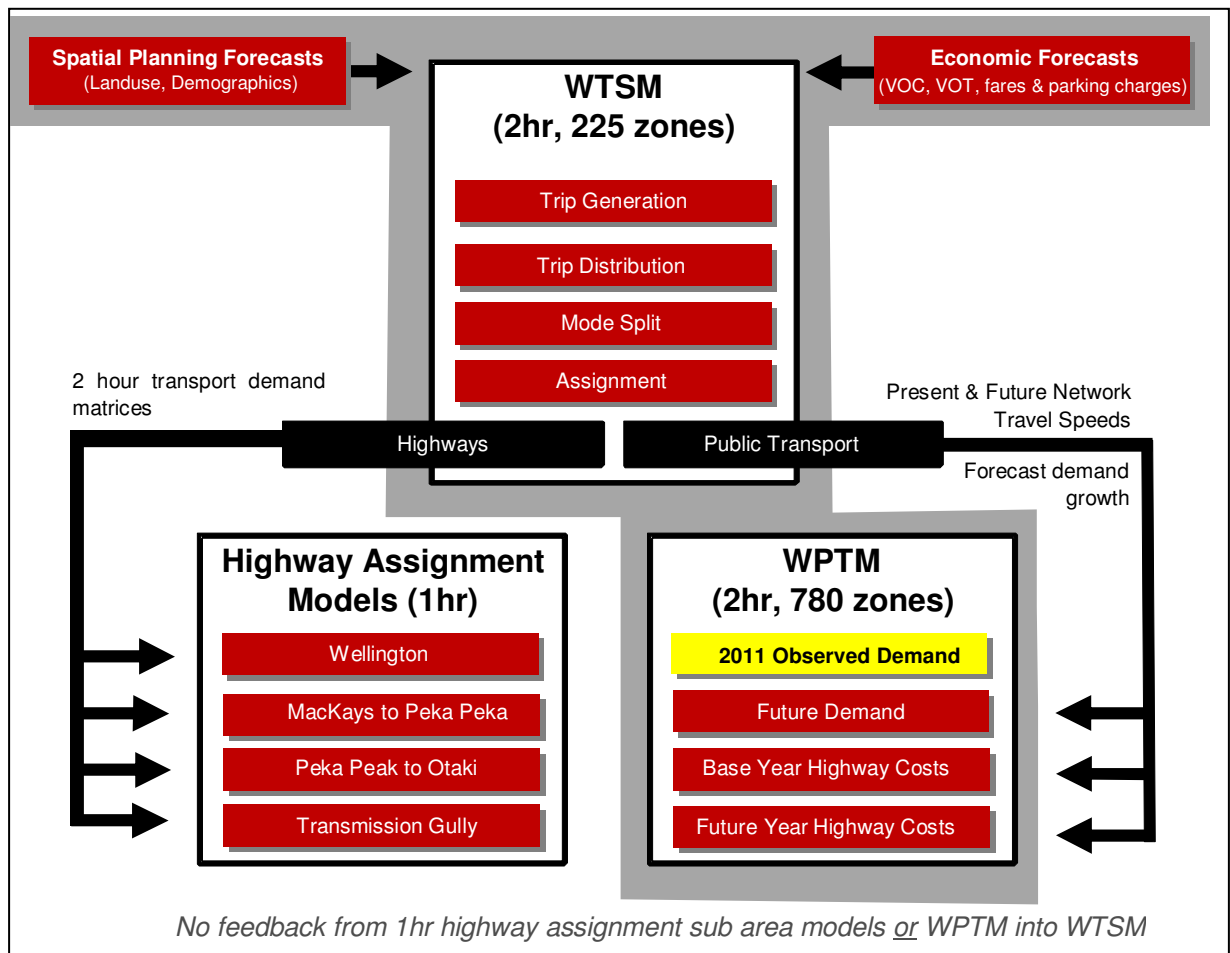 Spatial Planning Forecasts
(Landuse, Demographics)
Economic Forecasts
(VOC, VOT, fares & parking charges)
WTSM
(2hr, 225 zones)
Trip Generation
Trip Distribution
Mode Split
Assignment
2 hour transport demand
matrices
Highways
Public Transport
Present & Future Network
Travel Speeds
Forecast demand
growth
Highway Assignment
Models (1hr)
Wellington
MacKays to Peka Peka
Peka Peak to Otaki
Transmission Gully
WPTM
(2hr, 780 zones)
2011 Observed Demand
Future Demand
Base Year Highway Costs
Future Year Highway Costs
No feedback from 1hr highway assignment sub area models or WPTM into WTSM